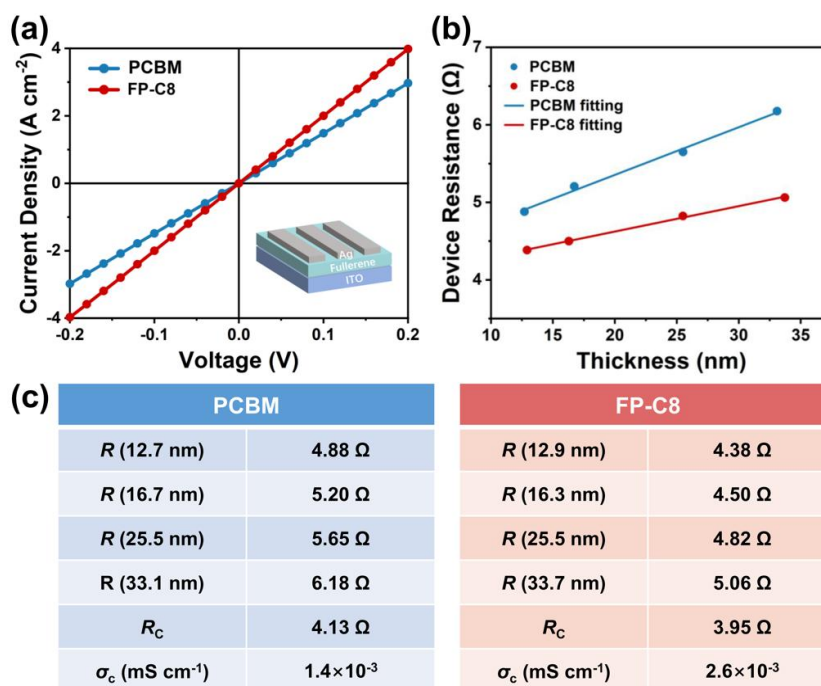 (a)
4
2
0
-2
-4
Current Density (A cm⁻²)
PCBM
FP-C8
Ag
Fullerene
ITO
-0.2 -0.1 0.0 0.1 0.2
Voltage (V)
(b)
7
6
5
4
Device Resistance (Ω)
PCBM
FP-C8
PCBM fitting
FP-C8 fitting
10 15 20 25 30 35
Thickness (nm)
(c)
PCBM
R (12.7 nm) 4.88 Ω
R (16.7 nm) 5.20 Ω
R (25.5 nm) 5.65 Ω
R (33.1 nm) 6.18 Ω
R_C 4.13 Ω
σ_c (mS cm⁻¹) 1.4×10⁻³
FP-C8
R (12.9 nm) 4.38 Ω
R (16.3 nm) 4.50 Ω
R (25.5 nm) 4.82 Ω
R (33.7 nm) 5.06 Ω
R_C 3.95 Ω
σ_c (mS cm⁻¹) 2.6×10⁻³